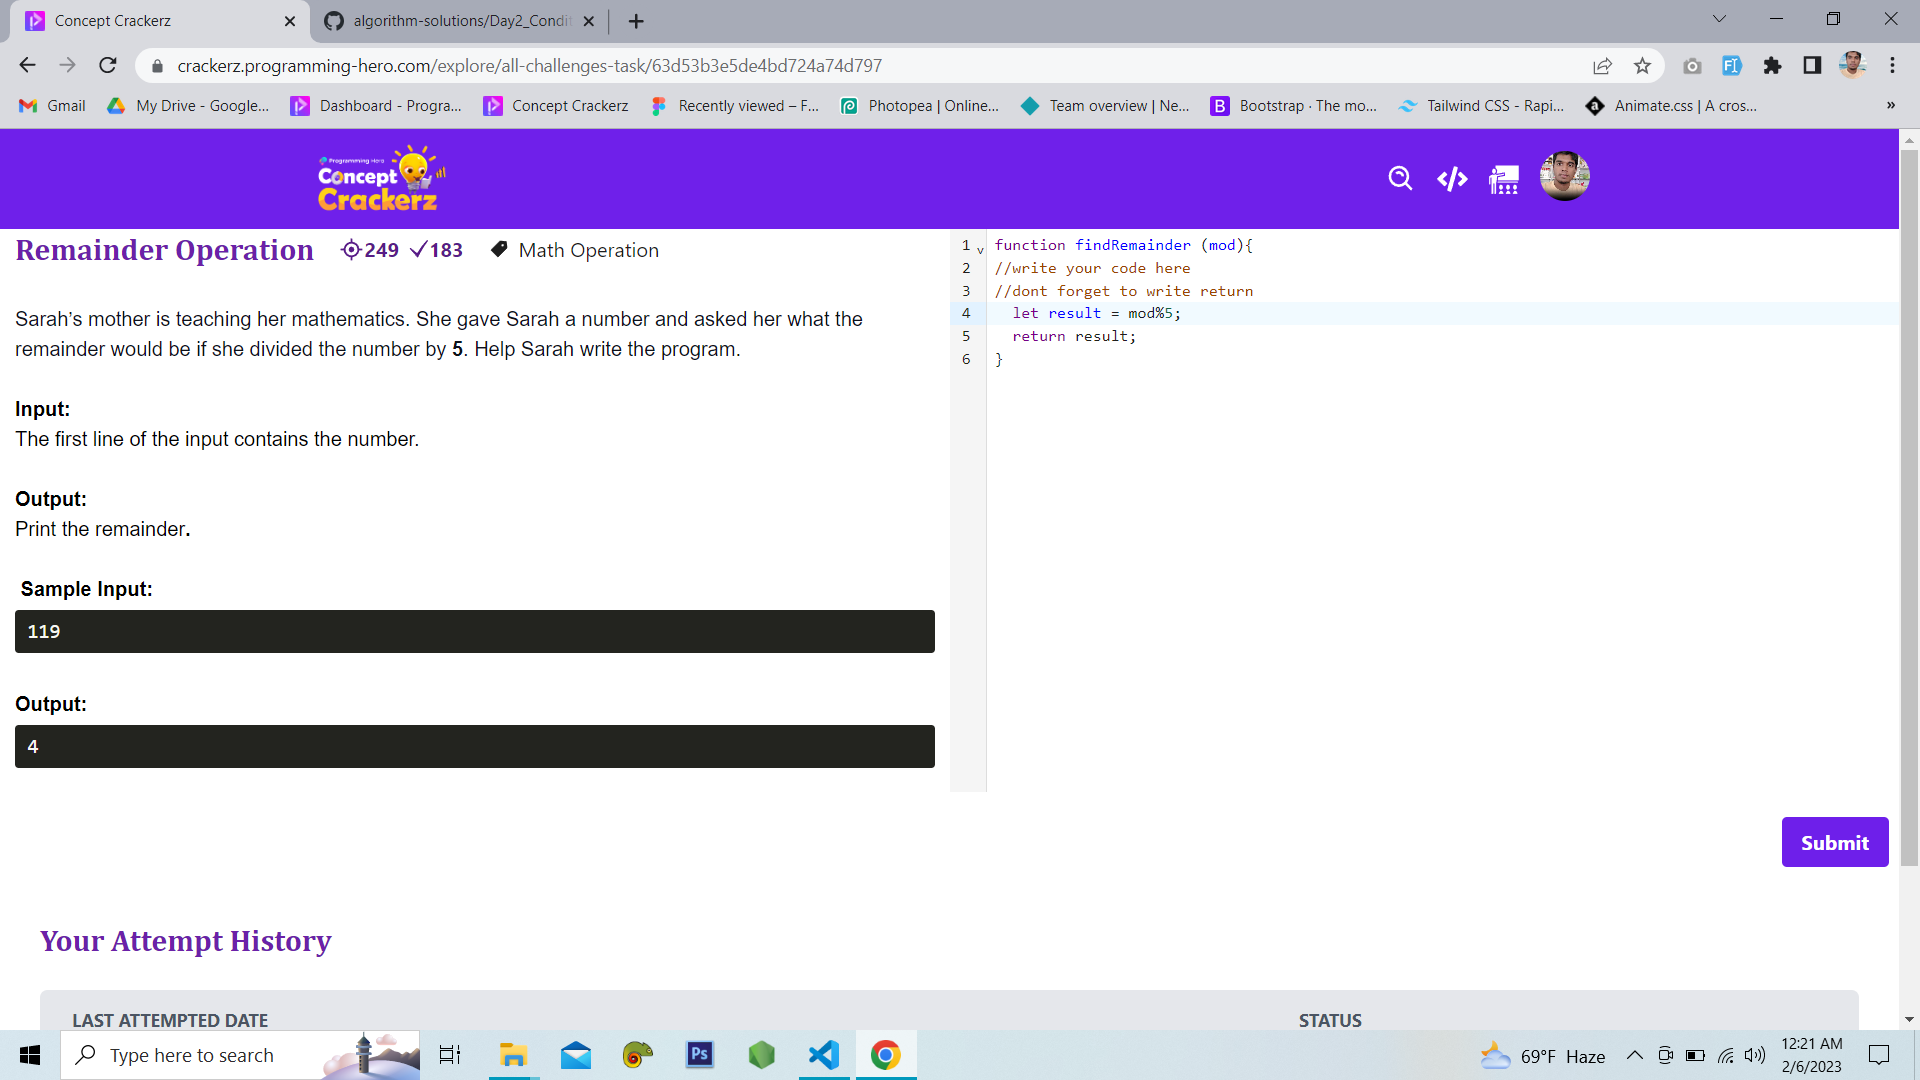 Concept Crackerz
algorithm-solutions/Day2_Condit
crackerz.programming-hero.com/explore/all-challenges-task/63d53b3e5de4bd724a74d797
Gmail
My Drive - Google...
Dashboard - Progra...
Concept Crackerz
Recently viewed – F...
Photopea | Online...
Team overview | Ne...
Bootstrap · The mo...
Tailwind CSS - Rapi...
Animate.css | A cros...
»
Programming Hero
Concept
Crackerz
Remainder Operation 249 183 Math Operation
Sarah's mother is teaching her mathematics. She gave Sarah a number and asked her what the
remainder would be if she divided the number by 5. Help Sarah write the program.
Input:
The first line of the input contains the number.
Output:
Print the remainder.
Sample Input:
119
Output:
4
1 function findRemainder (mod){
2 //write your code here
3 //dont forget to write return
4 let result = mod%5;
5 return result;
6 }
Submit
Your Attempt History
LAST ATTEMPTED DATE STATUS
Type here to search
Ps
69°F Haze
12:21 AM
2/6/2023